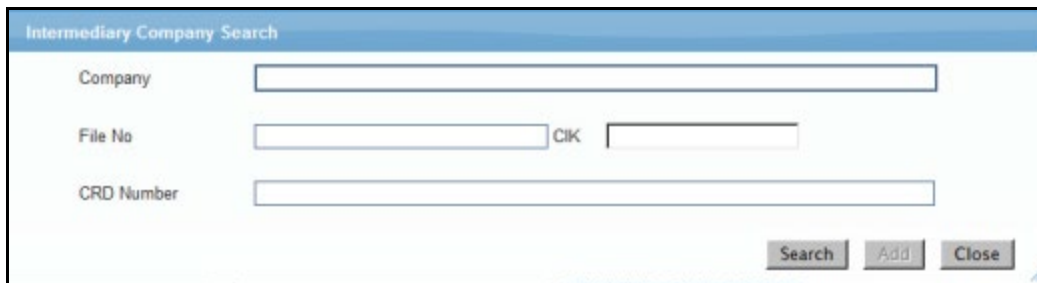 Intermediary Company Search
Company
File No CIK
CRD Number
Search Add Close